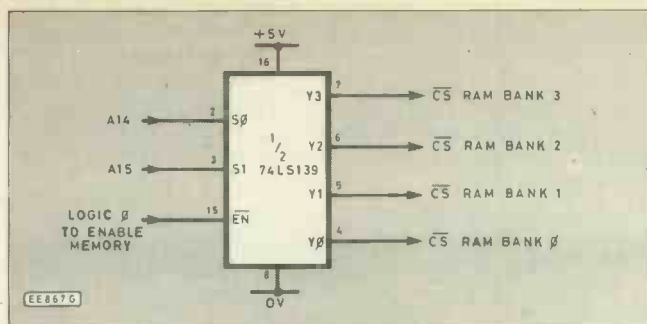 +5V
16
Y3
7
CS RAM BANK 3
A14
2
SØ
Y2
6
CS RAM BANK 2
1/2
74LS139
A15
3
S1
Y1
5
CS RAM BANK 1
LOGIC Ø
TO ENABLE
MEMORY
15
EN
YØ
4
CS RAM BANK Ø
8
0V
EE867G